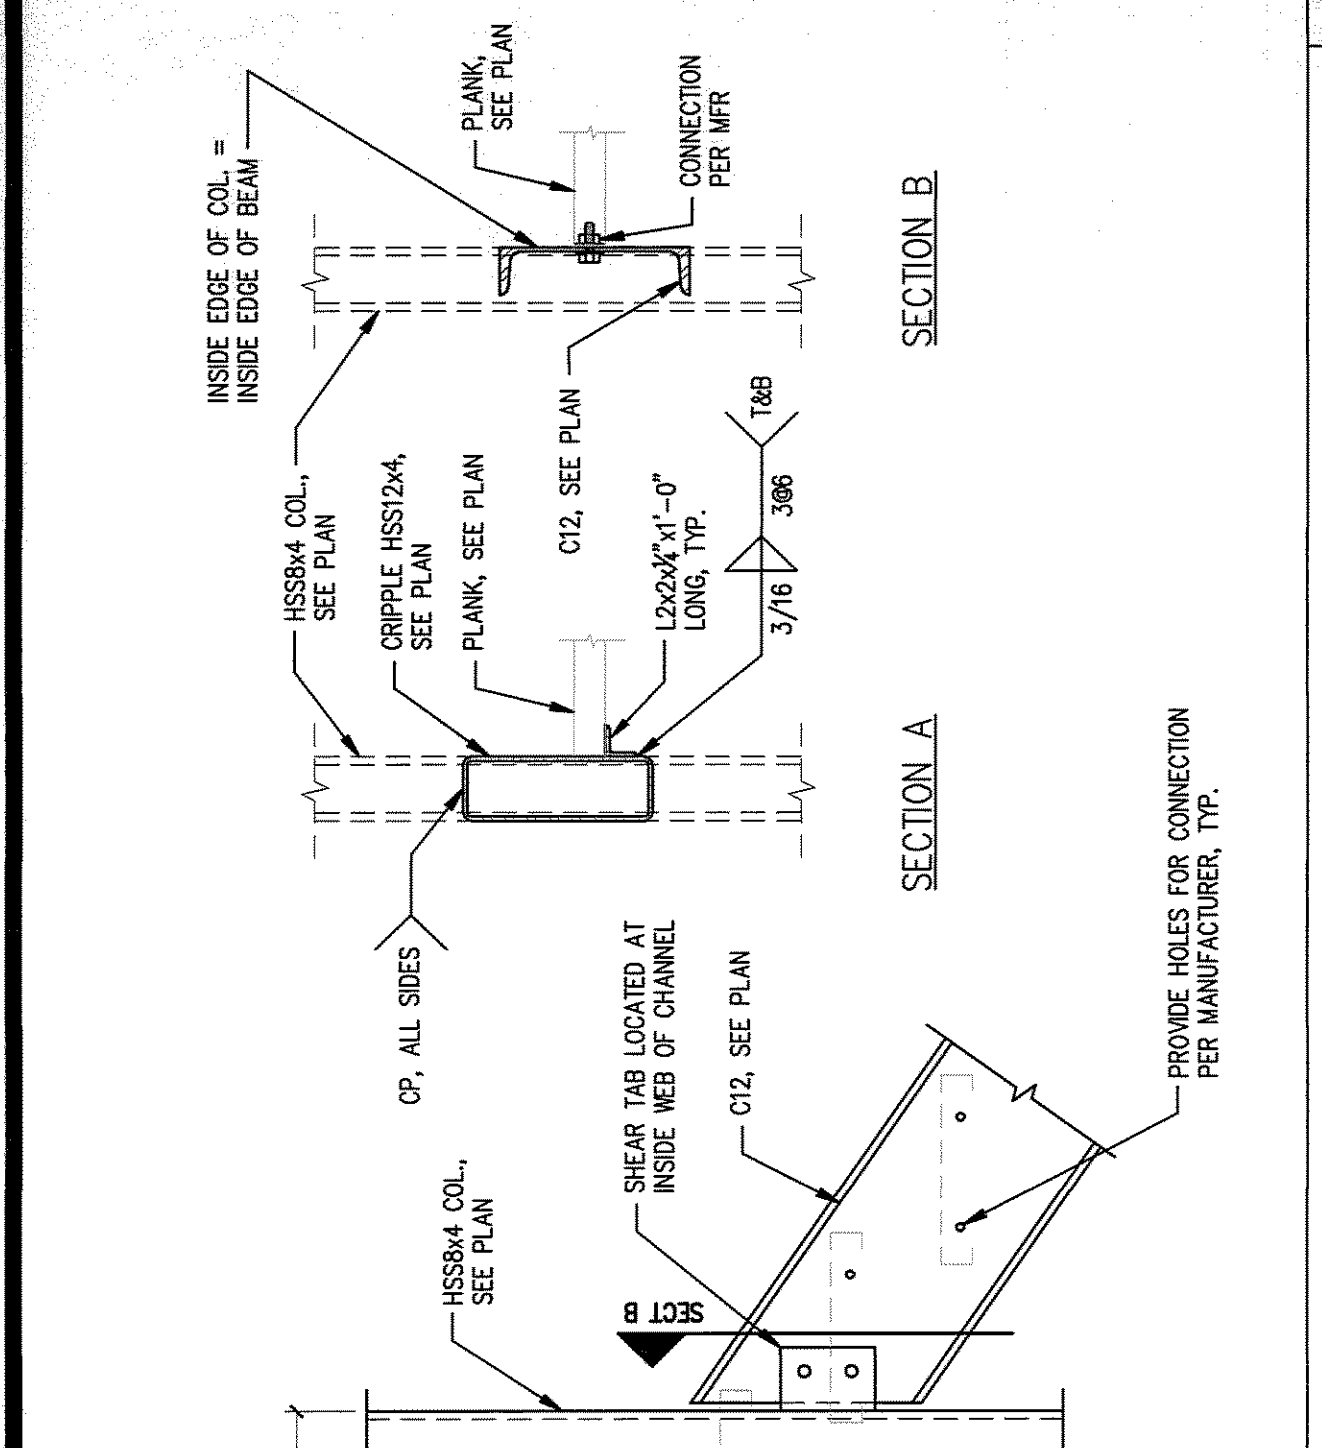 INSIDE EDGE OF COL. =
INSIDE EDGE OF BEAM
PLANK,
SEE PLAN
CONNECTION
PER MFR
SECTION B
HSS8x4 COL.,
SEE PLAN
CRIPPLE HSS12x4,
SEE PLAN
PLANK, SEE PLAN
C12, SEE PLAN
L2x2x¼"x1'-0"
LONG, TYP.
3/16
3@6
T&B
SECTION A
CP, ALL SIDES
HSS8x4 COL.,
SEE PLAN
SHEAR TAB LOCATED AT
INSIDE WEB OF CHANNEL
C12, SEE PLAN
SECT B
PROVIDE HOLES FOR CONNECTION
PER MANUFACTURER, TYP.